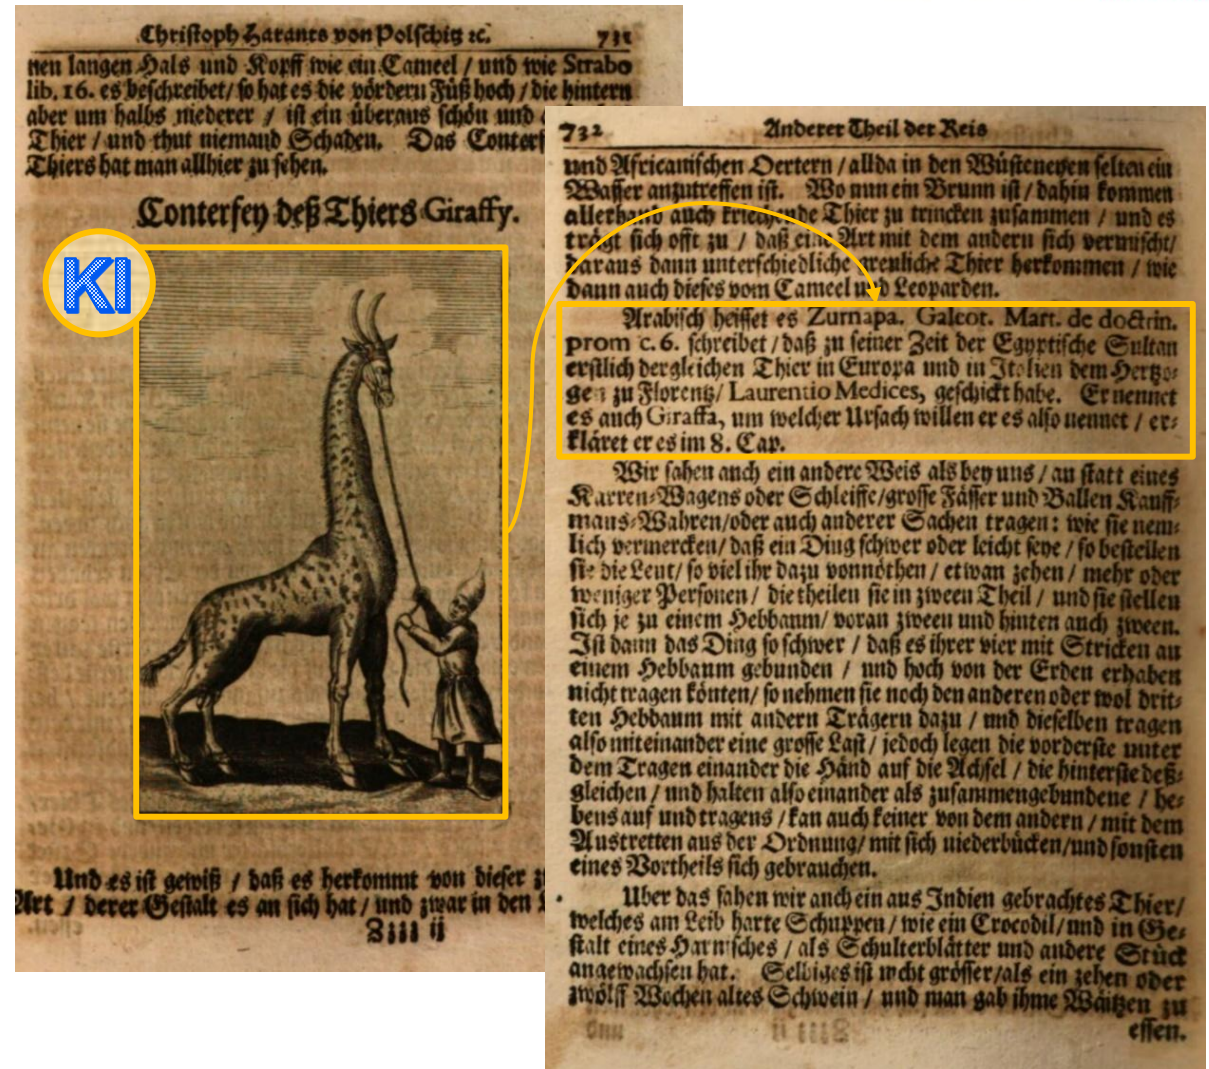 Christoph Harants von Polschitz ꝛc. 731
nen langen Hals und Kopff wie ein Cameel / und wie Strabo
lib. 16. es beschreibet / so hat es die vördern Füß hoch / die hintern
aber um halbs niederer / ist ein überaus schön und
Thier / und thut niemand Schaden. Das Conterf
Thiers hat man allhier zu sehen.
Conterfey deß Thiers Giraffy.
KI
Und es ist gewiß / daß es herkommt von dieser
Art / derer Gestalt es an sich hat / und zwar in den
Zzz ij
732 Anderer Theil der Reis
und Africanischen Oertern / allda in den Wüsteneyen selten ein
Wasser anzutreffen ist. Wo nun ein Brunn ist / dahin kommen
allerhand auch kriechende Thier zu trincken zusammen / und es
trägt sich offt zu / daß eine Art mit dem andern sich vermischt /
daraus dann unterschiedliche greuliche Thier herkommen / wie
dann auch dieses vom Cameel und Leoparden.
Arabisch heisset es Zurnapa. Galeot. Mart. de doctrin.
prom c. 6. schreibet / daß zu seiner Zeit der Egyptische Sultan
erstlich dergleichen Thier in Europa und in Italien dem Hertzo-
gen zu Florentz / Laurentio Medices, geschickt habe. Er nennet
es auch Giraffa, um welcher Ursach willen er es also nennet / er-
kläret er es im 8. Cap.
Wir sahen auch ein andere Weis als bey uns / an statt eines
Karren-Wagens oder Schleiffe / grosse Fässer und Ballen Kauff-
mans-Wahren / oder auch anderer Sachen tragen : wie sie nem-
lich vermercken / daß ein Ding schwer oder leicht seye / so bestellen
sie die Leut / so viel ihr dazu vonnöthen / etwan zehen / mehr oder
weniger Personen / die theilen sie in zween Theil / und sie stellen
sich je zu einem Hebbaum / voran zween und hinten auch zween.
Ist dann das Ding so schwer / daß es ihrer vier mit Stricken an
einem Hebbaum gebunden / und hoch von der Erden erhaben
nicht tragen könten / so nehmen sie noch den anderen oder wol drit-
ten Hebbaum mit andern Trägern dazu / und dieselben tragen
also miteinander eine grosse Last / jedoch legen die vorderste unter
dem Tragen einander die Händ auf die Achsel / die hinterste deß-
gleichen / und halten also einander als zusammengebundene / he-
bens auf und tragens / kan auch keiner von dem andern / mit dem
Austretten aus der Ordnung / mit sich niederbücken / und sonsten
eines Vortheils sich gebrauchen.
Uber das sahen wir auch ein aus Indien gebrachtes Thier /
welches am Leib harte Schuppen / wie ein Crocodil / und in Ge-
stalt eines Harnisches / als Schulterblätter und andere Stück
angewachsen hat. Selbiges ist nicht grösser / als ein zehen oder
zwölff Wochen altes Schwein / und man gab ihme Wäitzen zu
essen.